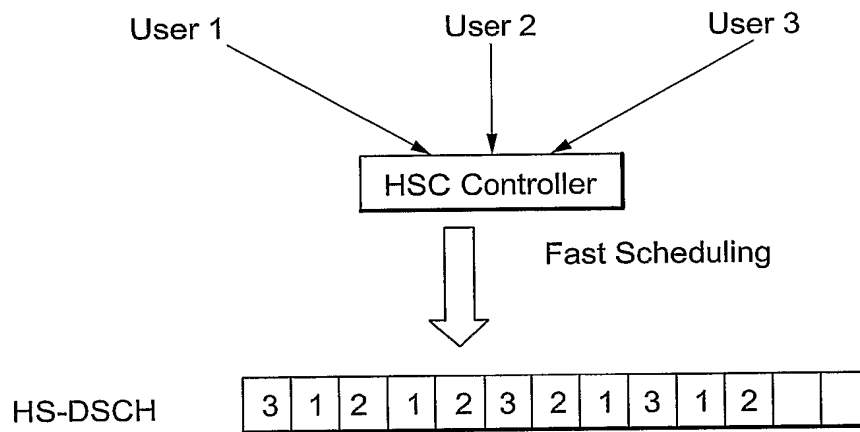 User 1 User 2 User 3
HSC Controller
Fast Scheduling
HS-DSCH 3 1 2 1 2 3 2 1 3 1 2